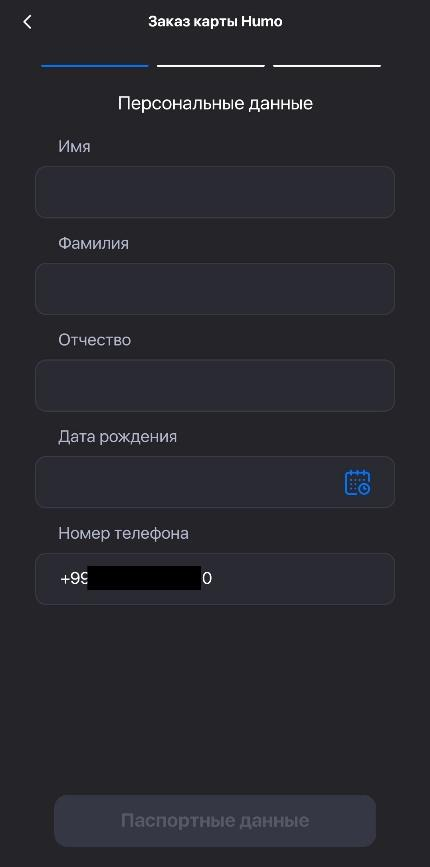 Заказ карты Humo
Персональные данные
Имя
Фамилия
Отчество
Дата рождения
Номер телефона
+99 0
Паспортные данные